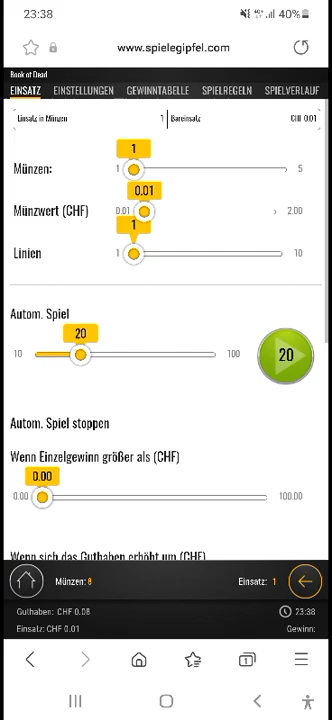 23:38
40%
www.spielegipfel.com
Book of Dead
EINSATZ EINSTELLUNGEN GEWINNTABELLE SPIELREGELN SPIELVERLAUF
Einsatz in Münzen 1 Bareinsatz CHF 0.01
1
Münzen: 1 5
0.01
Münzwert (CHF) 0.01 2.00
1
Linien 1 10
Autom. Spiel
20
10 100 20
Autom. Spiel stoppen
Wenn Einzelgewinn größer als (CHF)
0.00
0.00 100.00
Wenn sich das Guthaben erhöht um (CHF)
Münzen: 8 Einsatz: 1
Guthaben: CHF 0.08 23:38
Einsatz: CHF 0.01 Gewinn:
1